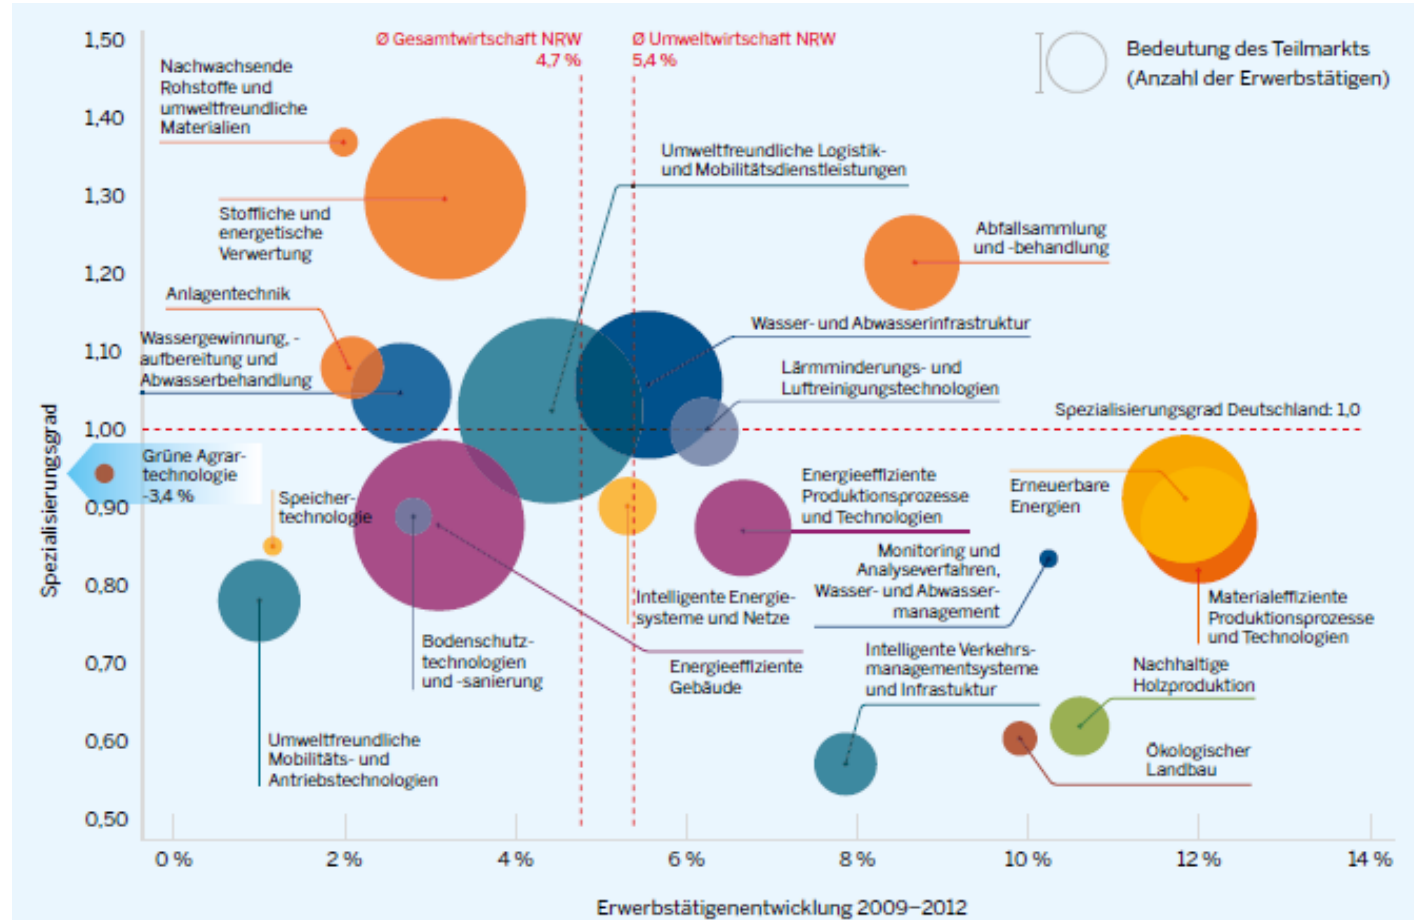 1,50
1,40
1,30
1,20
1,10
1,00
0,90
0,80
0,70
0,60
0,50
Spezialisierungsgrad
Ø Gesamtwirtschaft NRW
4,7 %
Ø Umweltwirtschaft NRW
5,4 %
Bedeutung des Teilmarkts
(Anzahl der Erwerbstätigen)
Nachwachsende
Rohstoffe und
umweltfreundliche
Materialien
Umweltfreundliche Logistik-
und Mobilitätsdienstleistungen
Stoffliche und
energetische
Verwertung
Abfallsammlung
und -behandlung
Anlagentechnik
Wasser- und Abwasserinfrastruktur
Wassergewinnung, -
aufbereitung und
Abwasserbehandlung
Lärmminderungs- und
Luftreinigungstechnologien
Spezialisierungsgrad Deutschland: 1,0
Grüne Agrar-
technologie
-3,4 %
Speicher-
technologie
Energieeffiziente
Produktionsprozesse
und Technologien
Erneuerbare
Energien
Monitoring und
Analyseverfahren,
Wasser- und Abwasser-
management
Intelligente Energie-
systeme und Netze
Materialeffiziente
Produktionsprozesse
und Technologien
Bodenschutz-
technologien
und -sanierung
Energieeffiziente
Gebäude
Intelligente Verkehrs-
managementsysteme
und Infrastuktur
Nachhaltige
Holzproduktion
Umweltfreundliche
Mobilitäts- und
Antriebstechnologien
Ökologischer
Landbau
0 %
2 %
4 %
6 %
8 %
10 %
12 %
14 %
Erwerbstätigenentwicklung 2009–2012